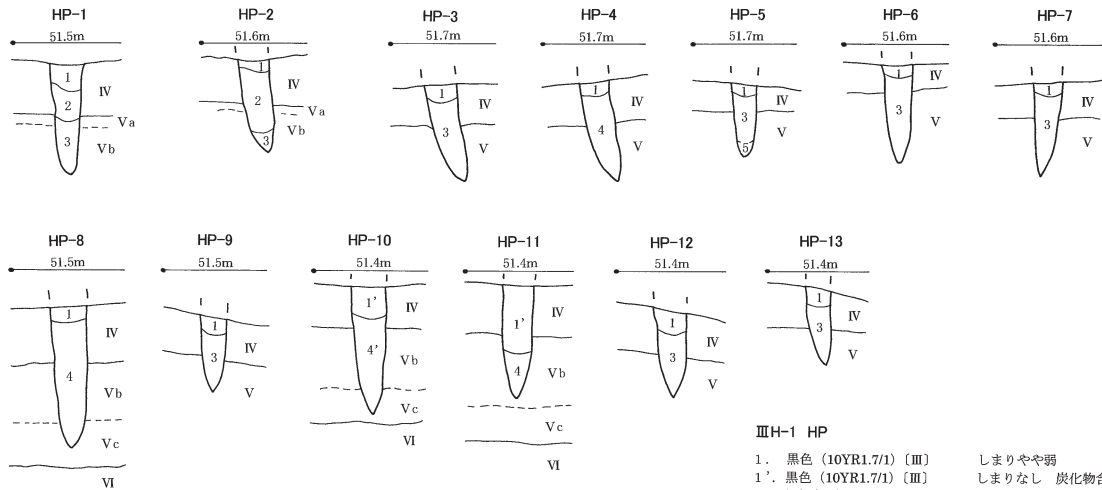 HP-1 HP-2 HP-3 HP-4 HP-5 HP-6 HP-7
51.5m 51.6m 51.7m 51.7m 51.7m 51.6m 51.6m
1 2 3 Ⅳ Ⅴa Ⅴb
1 2 3 Ⅳ Ⅴa Ⅴb
1 3 Ⅳ Ⅴ
1 4 Ⅳ Ⅴ
1 3 5 Ⅳ Ⅴ
1 3 Ⅳ Ⅴ
1 3 Ⅳ Ⅴ
HP-8 HP-9 HP-10 HP-11 HP-12 HP-13
51.5m 51.5m 51.4m 51.4m 51.4m 51.4m
1 4 Ⅳ Ⅴb Ⅴc Ⅵ
1 3 Ⅳ Ⅴ
1' 4' Ⅳ Ⅴb Ⅴc Ⅵ
1' 4 Ⅳ Ⅴb Ⅴc Ⅵ
1 3 Ⅳ Ⅴ
1 3 Ⅳ Ⅴ
ⅢH-1 HP
1. 黒色 (10YR1.7/1)〔Ⅲ〕 しまりやや弱
1'. 黒色 (10YR1.7/1)〔Ⅲ〕 しまりなし 炭化物含